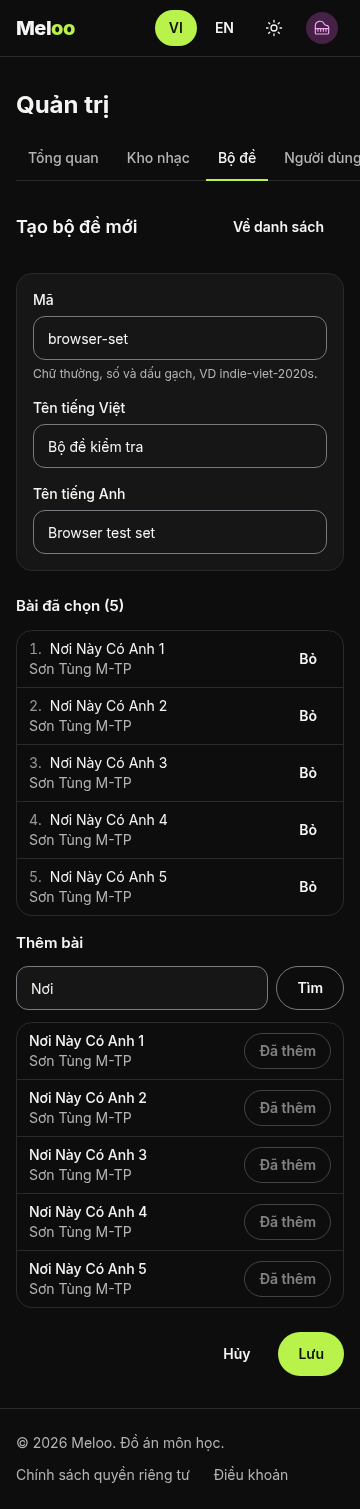 Meloo VI EN
Quản trị
Tổng quan Kho nhạc Bộ đề Người dùng
Tạo bộ đề mới Về danh sách
Mã
browser-set
Chữ thường, số và dấu gạch, VD indie-viet-2020s.
Tên tiếng Việt
Bộ đề kiểm tra
Tên tiếng Anh
Browser test set
Bài đã chọn (5)
1. Nơi Này Có Anh 1
Sơn Tùng M-TP
Bỏ
2. Nơi Này Có Anh 2
Sơn Tùng M-TP
Bỏ
3. Nơi Này Có Anh 3
Sơn Tùng M-TP
Bỏ
4. Nơi Này Có Anh 4
Sơn Tùng M-TP
Bỏ
5. Nơi Này Có Anh 5
Sơn Tùng M-TP
Bỏ
Thêm bài
Nơi Tìm
Nơi Này Có Anh 1
Sơn Tùng M-TP
Đã thêm
Nơi Này Có Anh 2
Sơn Tùng M-TP
Đã thêm
Nơi Này Có Anh 3
Sơn Tùng M-TP
Đã thêm
Nơi Này Có Anh 4
Sơn Tùng M-TP
Đã thêm
Nơi Này Có Anh 5
Sơn Tùng M-TP
Đã thêm
Hủy Lưu
© 2026 Meloo. Đồ án môn học.
Chính sách quyền riêng tư Điều khoản